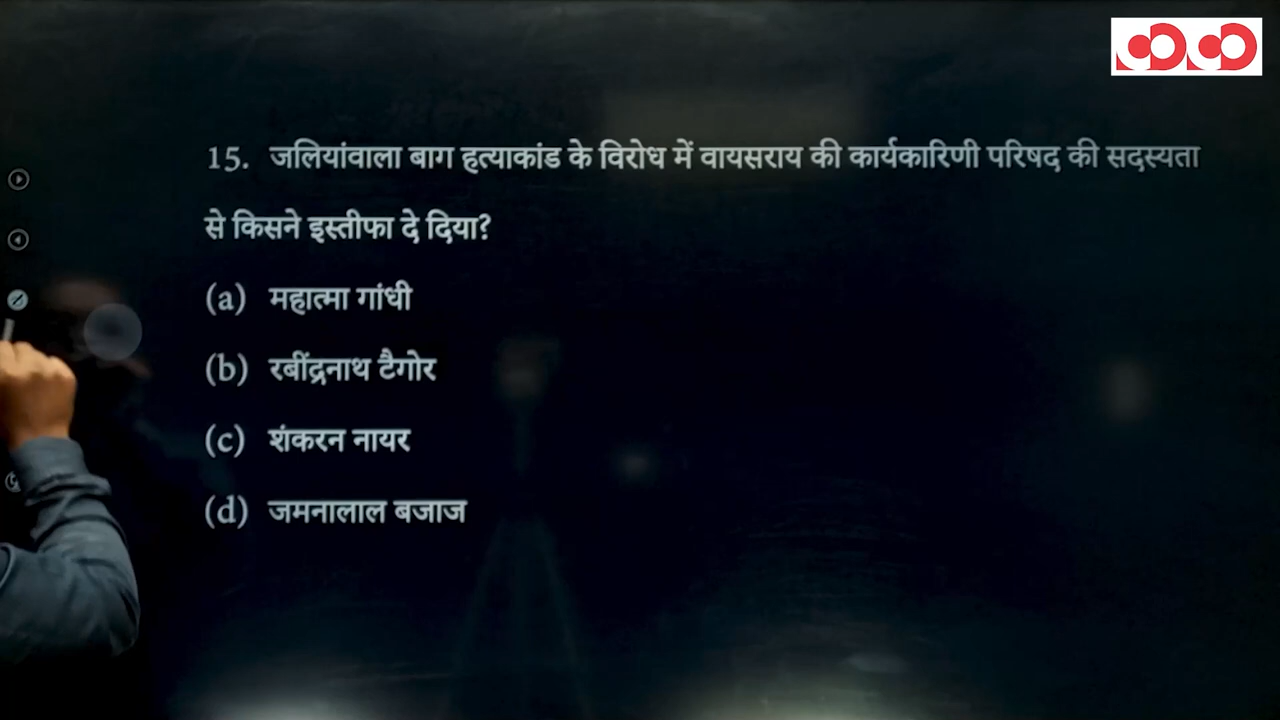 15. जलियांवाला बाग हत्याकांड के विरोध में वायसराय की कार्यकारिणी परिषद की सदस्यता
से किसने इस्तीफा दे दिया?
(a) महात्मा गांधी
(b) रबींद्रनाथ टैगोर
(c) शंकरन नायर
(d) जमनालाल बजाज